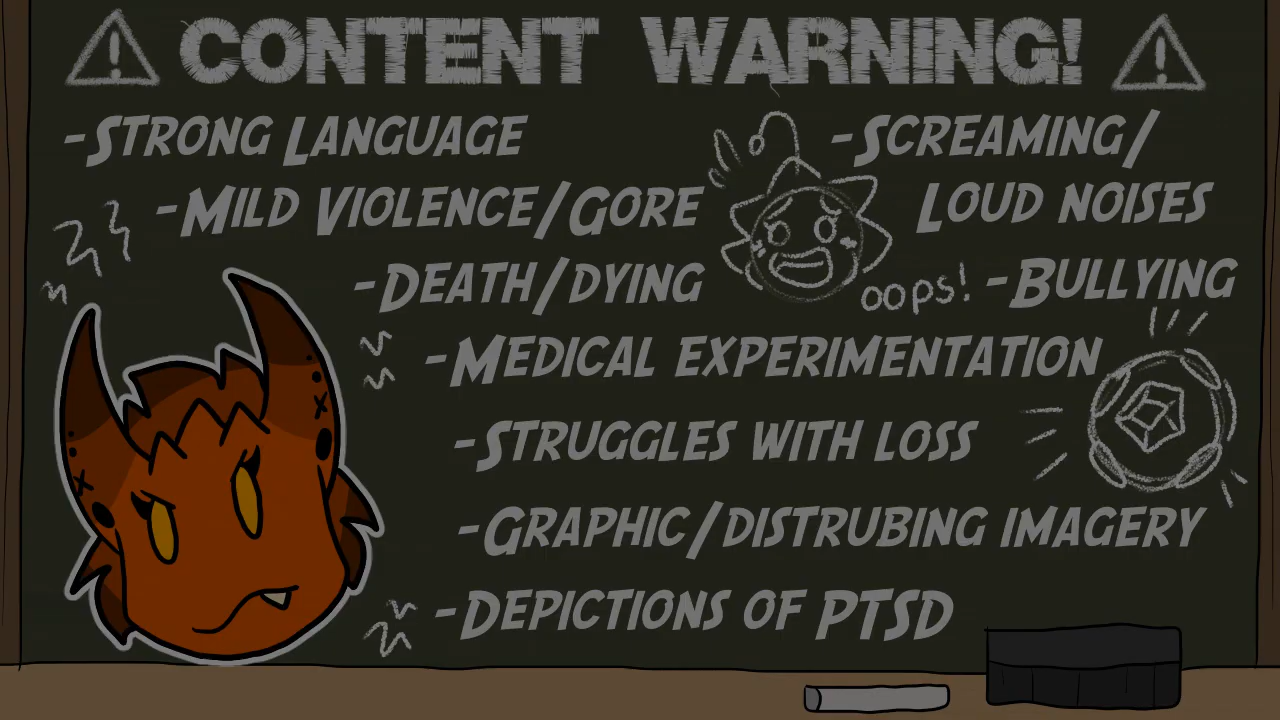 CONTENT WARNING!
-STRONG LANGUAGE
-SCREAMING/
LOUD NOISES
-MILD VIOLENCE/GORE
-DEATH/DYING
oops!
-BULLYING
-MEDICAL EXPERIMENTATION
-STRUGGLES WITH LOSS
-GRAPHIC/DISTRUBING IMAGERY
-DEPICTIONS OF PTSD